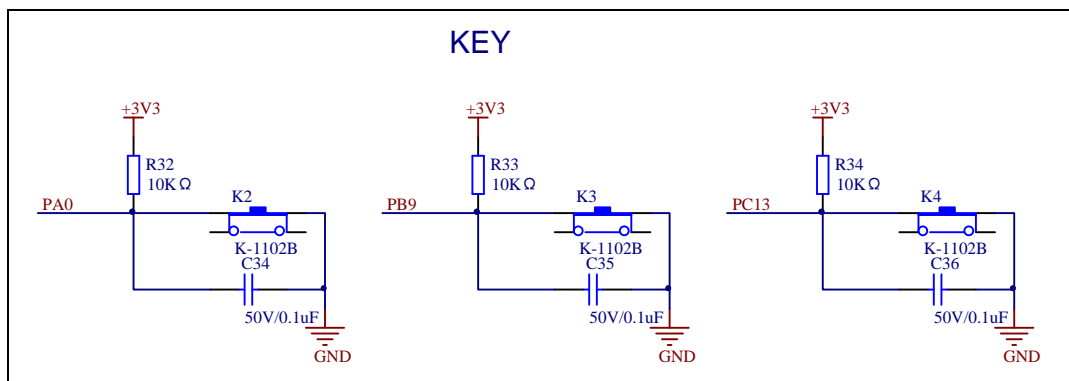 KEY
+3V3
R32
10KΩ
PA0
K2
K-1102B
C34
50V/0.1uF
GND
+3V3
R33
10KΩ
PB9
K3
K-1102B
C35
50V/0.1uF
GND
+3V3
R34
10KΩ
PC13
K4
K-1102B
C36
50V/0.1uF
GND